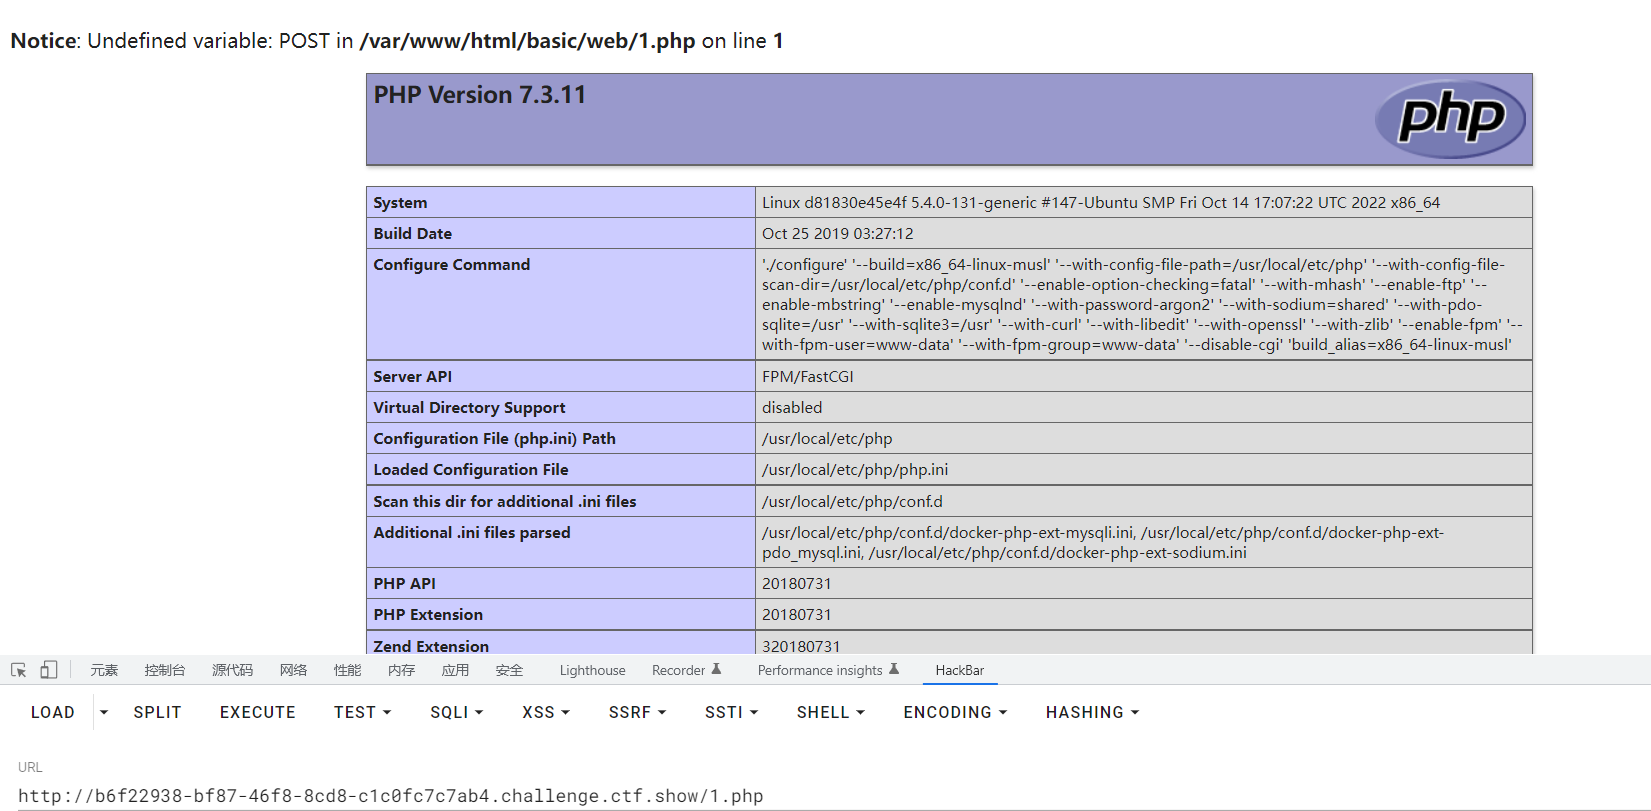 Notice: Undefined variable: POST in /var/www/html/basic/web/1.php on line 1
PHP Version 7.3.11
php
System Linux d81830e45e4f 5.4.0-131-generic #147-Ubuntu SMP Fri Oct 14 17:07:22 UTC 2022 x86_64
Build Date Oct 25 2019 03:27:12
Configure Command './configure' '--build=x86_64-linux-musl' '--with-config-file-path=/usr/local/etc/php' '--with-config-file-
scan-dir=/usr/local/etc/php/conf.d' '--enable-option-checking=fatal' '--with-mhash' '--enable-ftp' '--
enable-mbstring' '--enable-mysqlnd' '--with-password-argon2' '--with-sodium=shared' '--with-pdo-
sqlite=/usr' '--with-sqlite3=/usr' '--with-curl' '--with-libedit' '--with-openssl' '--with-zlib' '--enable-fpm' '--
with-fpm-user=www-data' '--with-fpm-group=www-data' '--disable-cgi' 'build_alias=x86_64-linux-musl'
Server API FPM/FastCGI
Virtual Directory Support disabled
Configuration File (php.ini) Path /usr/local/etc/php
Loaded Configuration File /usr/local/etc/php/php.ini
Scan this dir for additional .ini files /usr/local/etc/php/conf.d
Additional .ini files parsed /usr/local/etc/php/conf.d/docker-php-ext-mysqli.ini, /usr/local/etc/php/conf.d/docker-php-ext-
pdo_mysql.ini, /usr/local/etc/php/conf.d/docker-php-ext-sodium.ini
PHP API 20180731
PHP Extension 20180731
Zend Extension 320180731
元素 控制台 源代码 网络 性能 内存 应用 安全 Lighthouse Recorder Performance insights HackBar
LOAD SPLIT EXECUTE TEST SQLI XSS SSRF SSTI SHELL ENCODING HASHING
URL
http://b6f22938-bf87-46f8-8cd8-c1c0fc7c7ab4.challenge.ctf.show/1.php